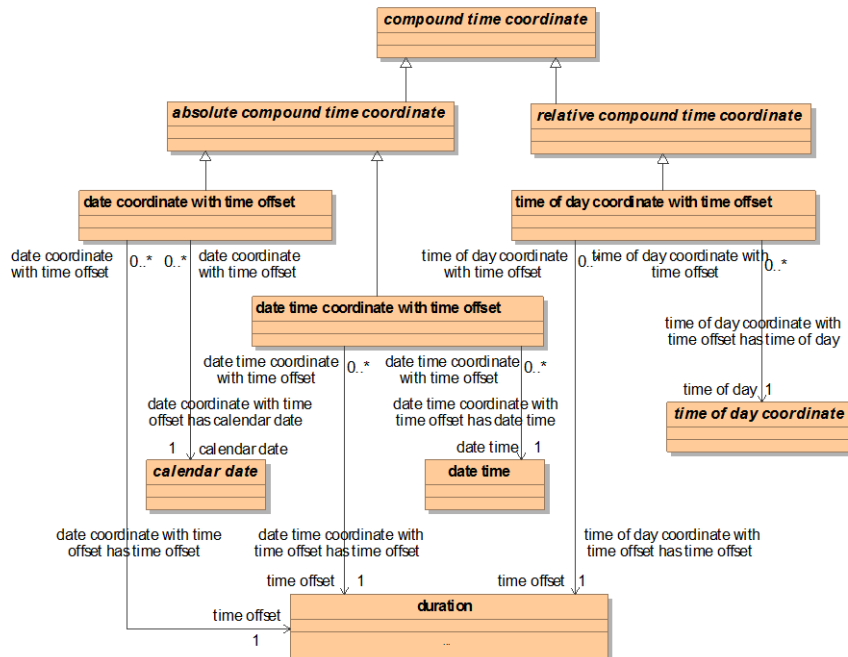 compound time coordinate
absolute compound time coordinate
relative compound time coordinate
date coordinate with time offset
time of day coordinate with time offset
date coordinate
with time offset
0..*
0..*
date coordinate
with time offset
time of day coordinate
with time offset
0..*
time of day coordinate with
time offset
0..*
date time coordinate with time offset
time of day coordinate with
time offset has time of day
date time coordinate
with time offset
0..*
date time coordinate
with time offset
0..*
time of day
1
time of day coordinate
date coordinate with time
offset has calendar date
date time coordinate with
time offset has date time
1
calendar date
date time
1
calendar date
date time
date coordinate with time
offset has time offset
date time coordinate with
time offset has time offset
time of day coordinate with
time offset has time offset
time offset
1
time offset
1
duration
time offset
1
...